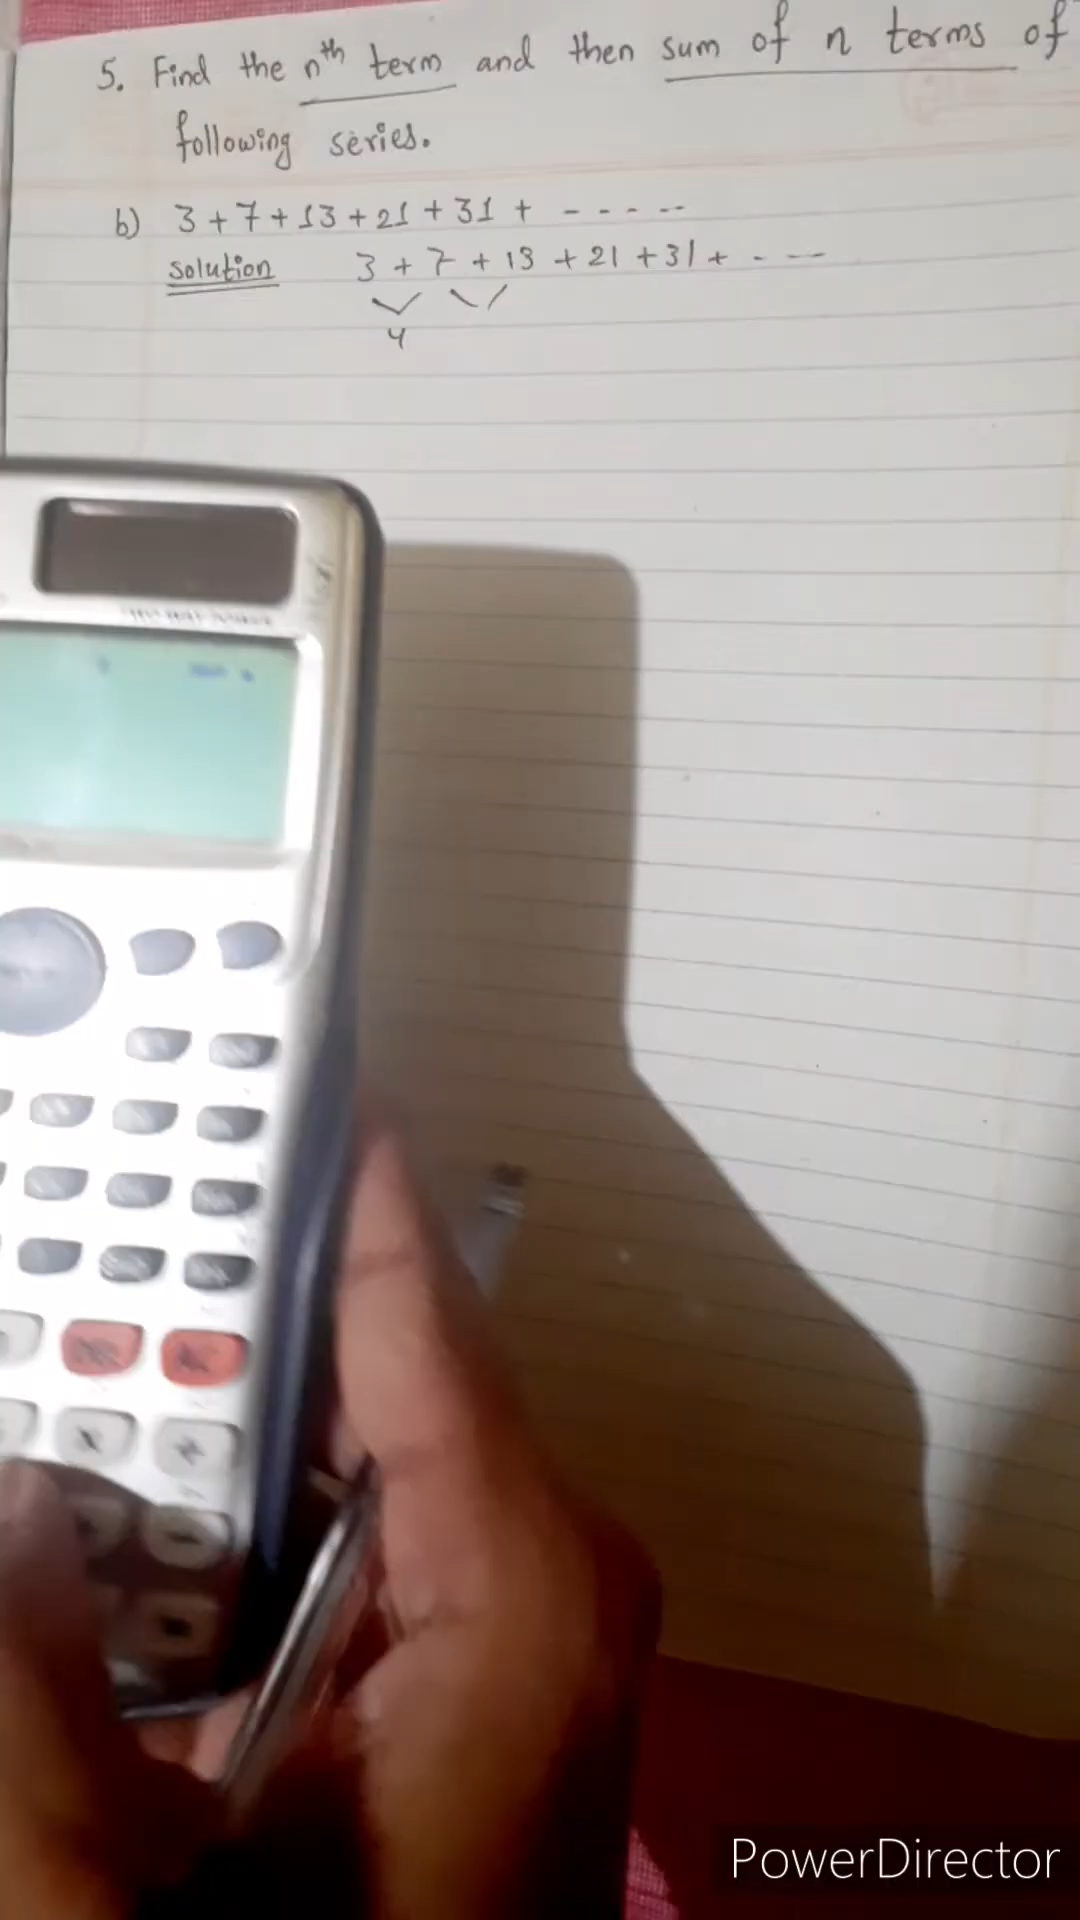 5. Find the nth term and then sum of n terms of
following series.
b) 3 + 7 + 13 + 21 + 31 + - - - - --
Solution 3 + 7 + 13 + 21 + 31 + - - --
4
PowerDirector